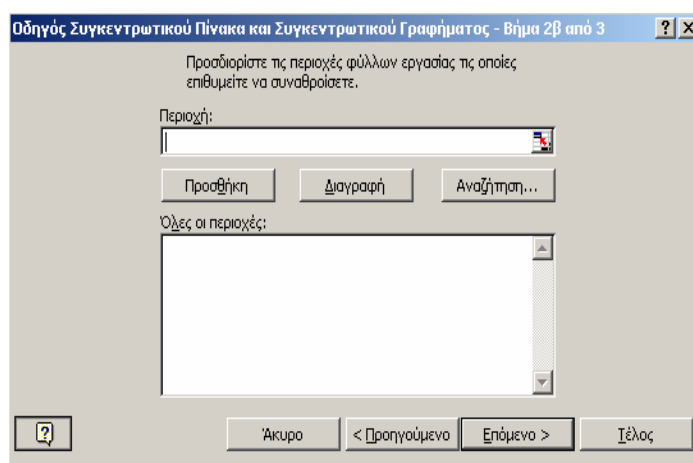 Οδηγός Συγκεντρωτικού Πίνακα και Συγκεντρωτικού Γραφήματος - Βήμα 2β από 3
Προσδιορίστε τις περιοχές φύλλων εργασίας τις οποίες
επιθυμείτε να συναθροίσετε.
Περιοχή:
Προσθήκη Διαγραφή Αναζήτηση...
Όλες οι περιοχές:
Άκυρο < Προηγούμενο Επόμενο > Τέλος